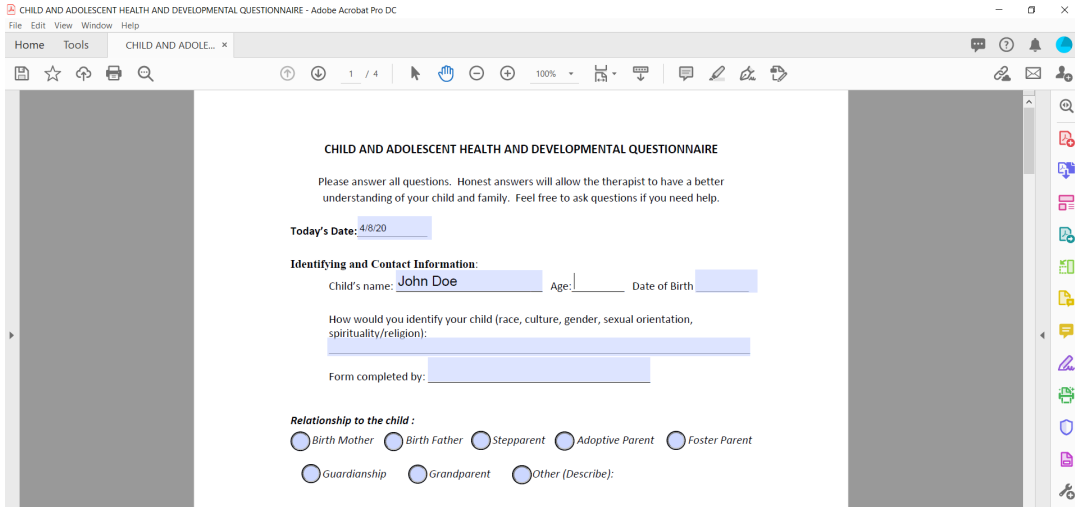 CHILD AND ADOLESCENT HEALTH AND DEVELOPMENTAL QUESTIONNAIRE - Adobe Acrobat Pro DC
File Edit View Window Help
Home Tools CHILD AND ADOLE... ×
1 / 4 100%
CHILD AND ADOLESCENT HEALTH AND DEVELOPMENTAL QUESTIONNAIRE
Please answer all questions. Honest answers will allow the therapist to have a better
understanding of your child and family. Feel free to ask questions if you need help.
Today's Date: 4/8/20
Identifying and Contact Information:
Child's name: John Doe Age: Date of Birth
How would you identify your child (race, culture, gender, sexual orientation,
spirituality/religion):
Form completed by:
Relationship to the child :
Birth Mother Birth Father Stepparent Adoptive Parent Foster Parent
Guardianship Grandparent Other (Describe):